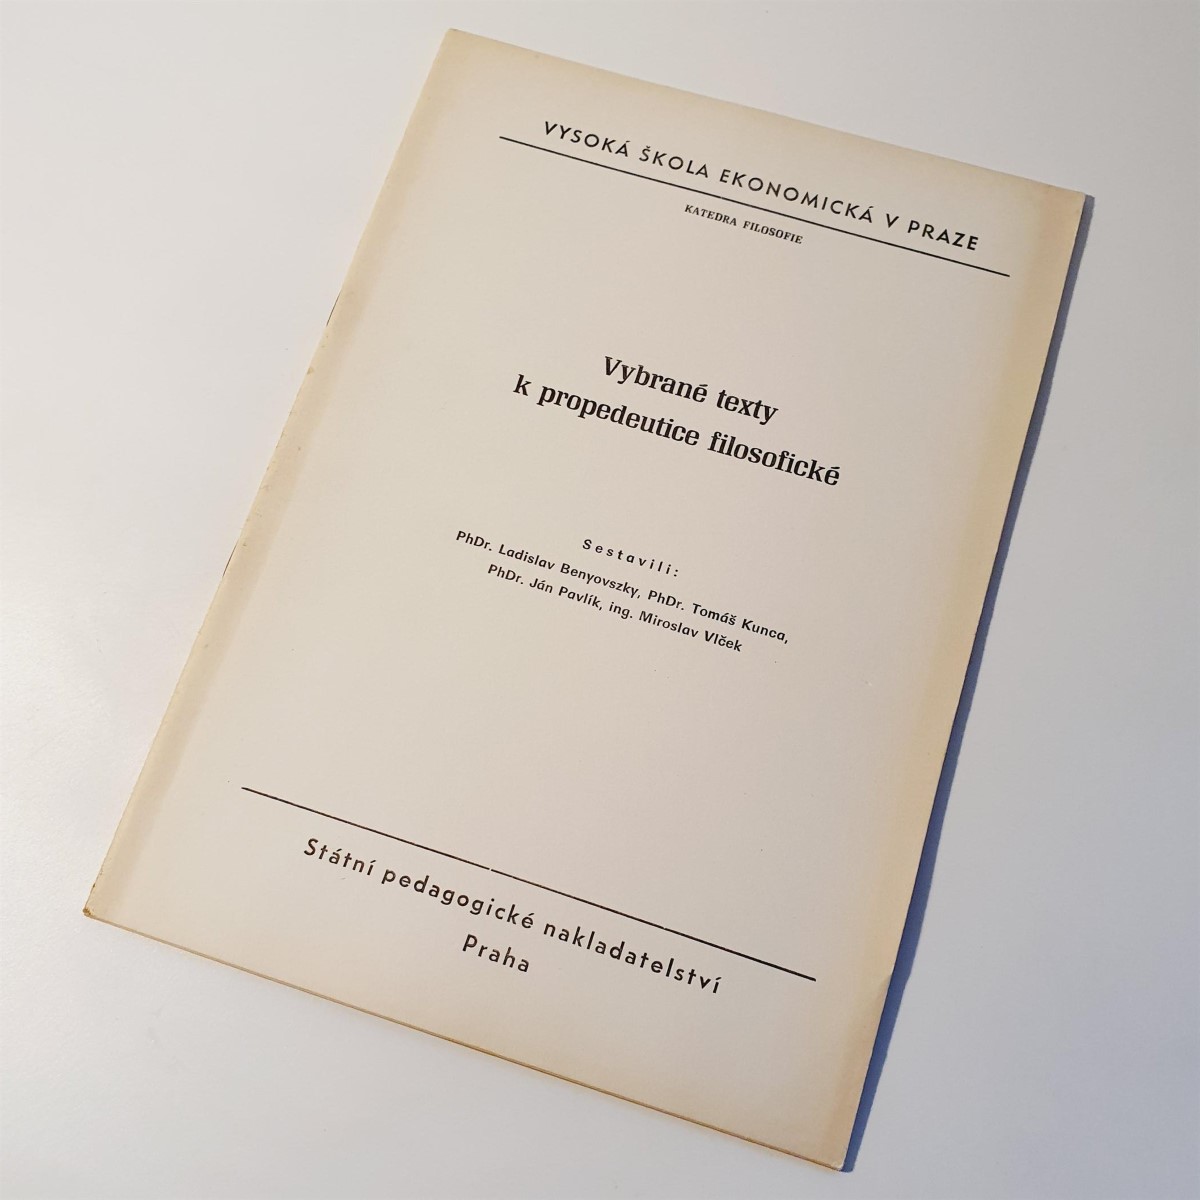 VYSOKÁ ŠKOLA EKONOMICKÁ V PRAZE
KATEDRA FILOSOFIE
Vybrané texty
k propedeutice filosofické
Sestavili:
PhDr. Ladislav Benyovszky, PhDr. Tomáš Kunca,
PhDr. Ján Pavlík, ing. Miroslav Vlček
Státní pedagogické nakladatelství
Praha